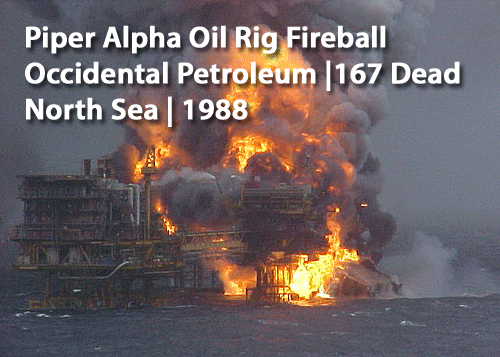 Piper Alpha Oil Rig Fireball
Occidental Petroleum |167 Dead
North Sea | 1988